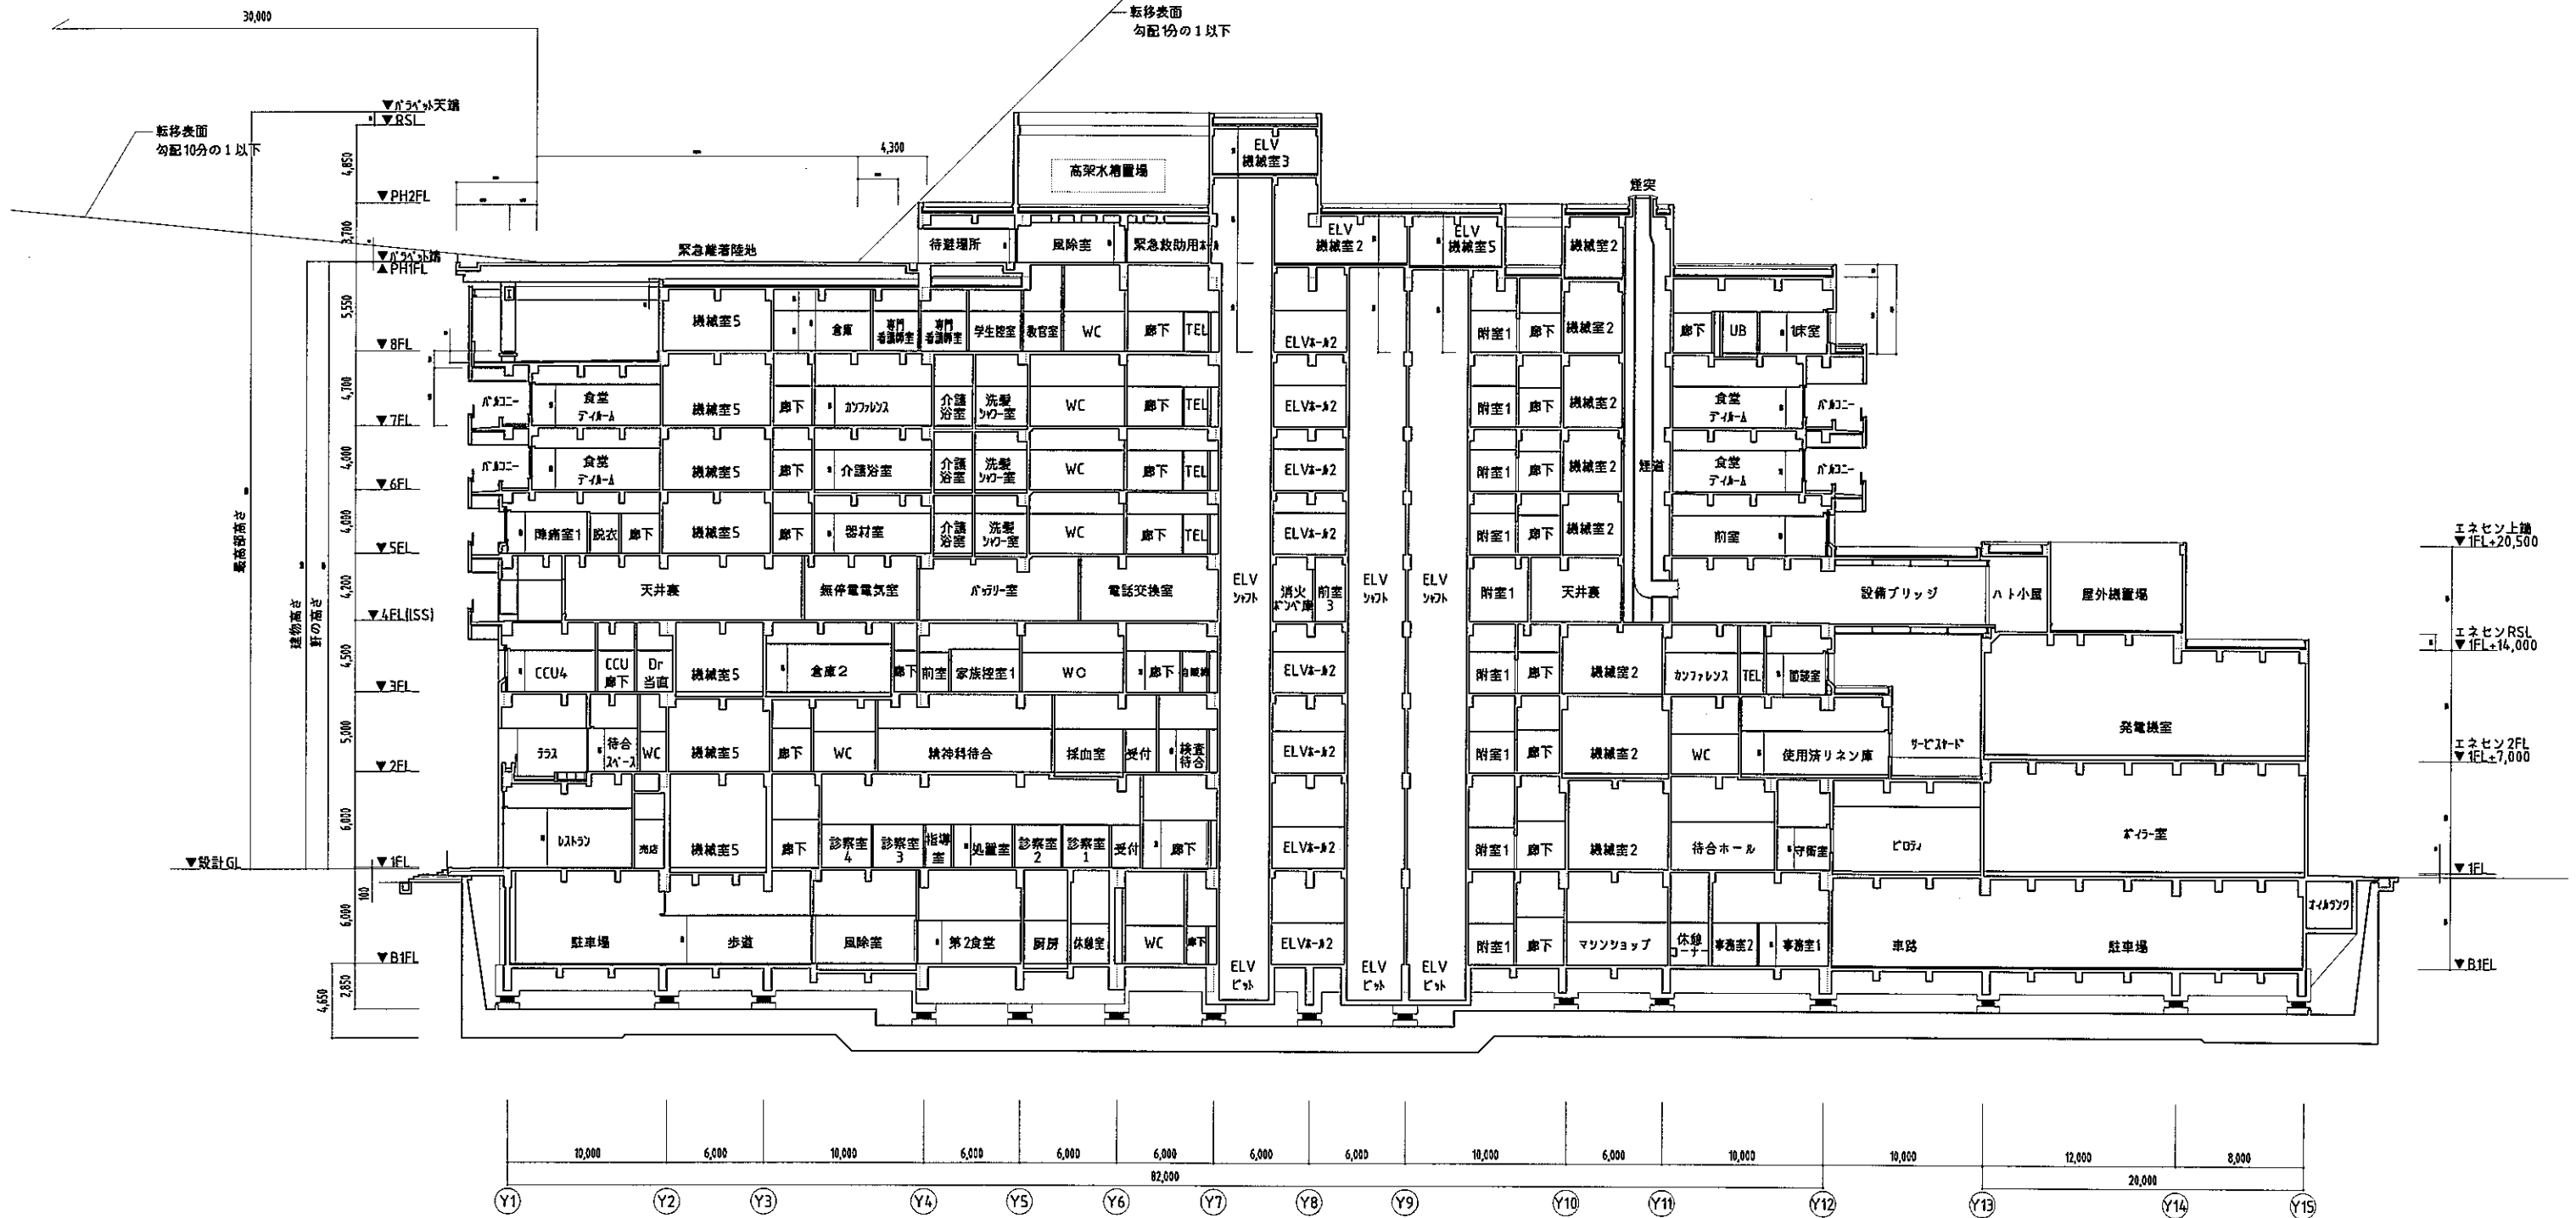 30,000
転移表面
勾配1分の1以下
▼パラペット天端
▼RSL
転移表面
勾配10分の1以下
4,300
4,850
ELV
機械室3
高架水槽置場
▼PH2FL
煙突
3,700
緊急離着陸地
待避場所
風除室
緊急救助用ホール
ELV
機械室2
ELV
機械室5
機械室2
▼パラペット端
▲PH1FL
5,550
機械室5
倉庫
専門
看護師室
専門
看護師室
学生控室
教官室
WC
廊下
TEL
ELVホール2
附室1
廊下
機械室2
廊下
UB
1床室
▼8FL
4,700
バルコニー
食堂
デイルーム
機械室5
廊下
カンファレンス
介護
浴室
洗髪
シャワー室
WC
廊下
TEL
ELVホール2
附室1
廊下
機械室2
食堂
デイルーム
バルコニー
▼7FL
4,000
バルコニー
食堂
デイルーム
機械室5
廊下
介護浴室
介護
浴室
洗髪
シャワー室
WC
廊下
TEL
ELVホール2
附室1
廊下
機械室2
煙道
食堂
デイルーム
バルコニー
▼6FL
4,000
最高部高さ
陣痛室1
脱衣
廊下
機械室5
廊下
器材室
介護
浴室
洗髪
シャワー室
WC
廊下
TEL
ELVホール2
附室1
廊下
機械室2
前室
エネセン上端
▼1FL+20,500
▼5FL
4,200
建物高さ
軒の高さ
天井裏
無停電電気室
バッテリー室
電話交換室
ELV
シャフト
消火
ボンベ庫
前室
3
ELV
シャフト
ELV
シャフト
附室1
天井裏
設備ブリッジ
ハト小屋
屋外機置場
▼4FL(ISS)
4,500
CCU4
CCU
廊下
Dr
当直
機械室5
倉庫2
廊下
前室
家族控室1
WC
廊下
自販機
ELVホール2
附室1
廊下
機械室2
カンファレンス
TEL
面談室
エネセンRSL
▼1FL+14,000
▼3FL
5,000
テラス
待合
スペース
WC
機械室5
廊下
WC
精神科待合
採血室
受付
検査
待合
ELVホール2
附室1
廊下
機械室2
WC
使用済リネン庫
サービスヤード
発電機室
エネセン2FL
▼1FL+7,000
▼2FL
6,000
レストラン
売店
機械室5
廊下
診察室
4
診察室
3
指導
室
処置室
診察室
2
診察室
1
受付
廊下
ELVホール2
附室1
廊下
機械室2
待合ホール
守衛室
ピロティ
ボイラー室
▼設計GL
▼1FL
▼1FL
100
6,000
駐車場
歩道
風除室
第2食堂
厨房
休憩室
WC
廊下
ELVホール2
附室1
廊下
マシンショップ
休憩
コーナー
事務室2
事務室1
車路
駐車場
オイルタンク
▼B1FL
▼B1FL
4,650
2,850
ELV
ピット
ELV
ピット
ELV
ピット
10,000
6,000
10,000
6,000
6,000
6,000
6,000
6,000
10,000
6,000
10,000
10,000
12,000
8,000
82,000
20,000
Y1
Y2
Y3
Y4
Y5
Y6
Y7
Y8
Y9
Y10
Y11
Y12
Y13
Y14
Y15